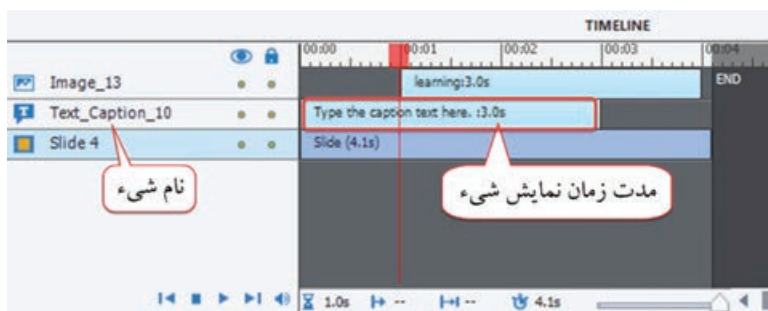 TIMELINE
00:00 00:01 00:02 00:03 00:04
Image_13 learning:3.0s END
Text_Caption_10 Type the caption text here. :3.0s
Slide 4 Slide (4.1s)
نام شیء
مدت زمان نمایش شیء
1.0s -- -- 4.1s